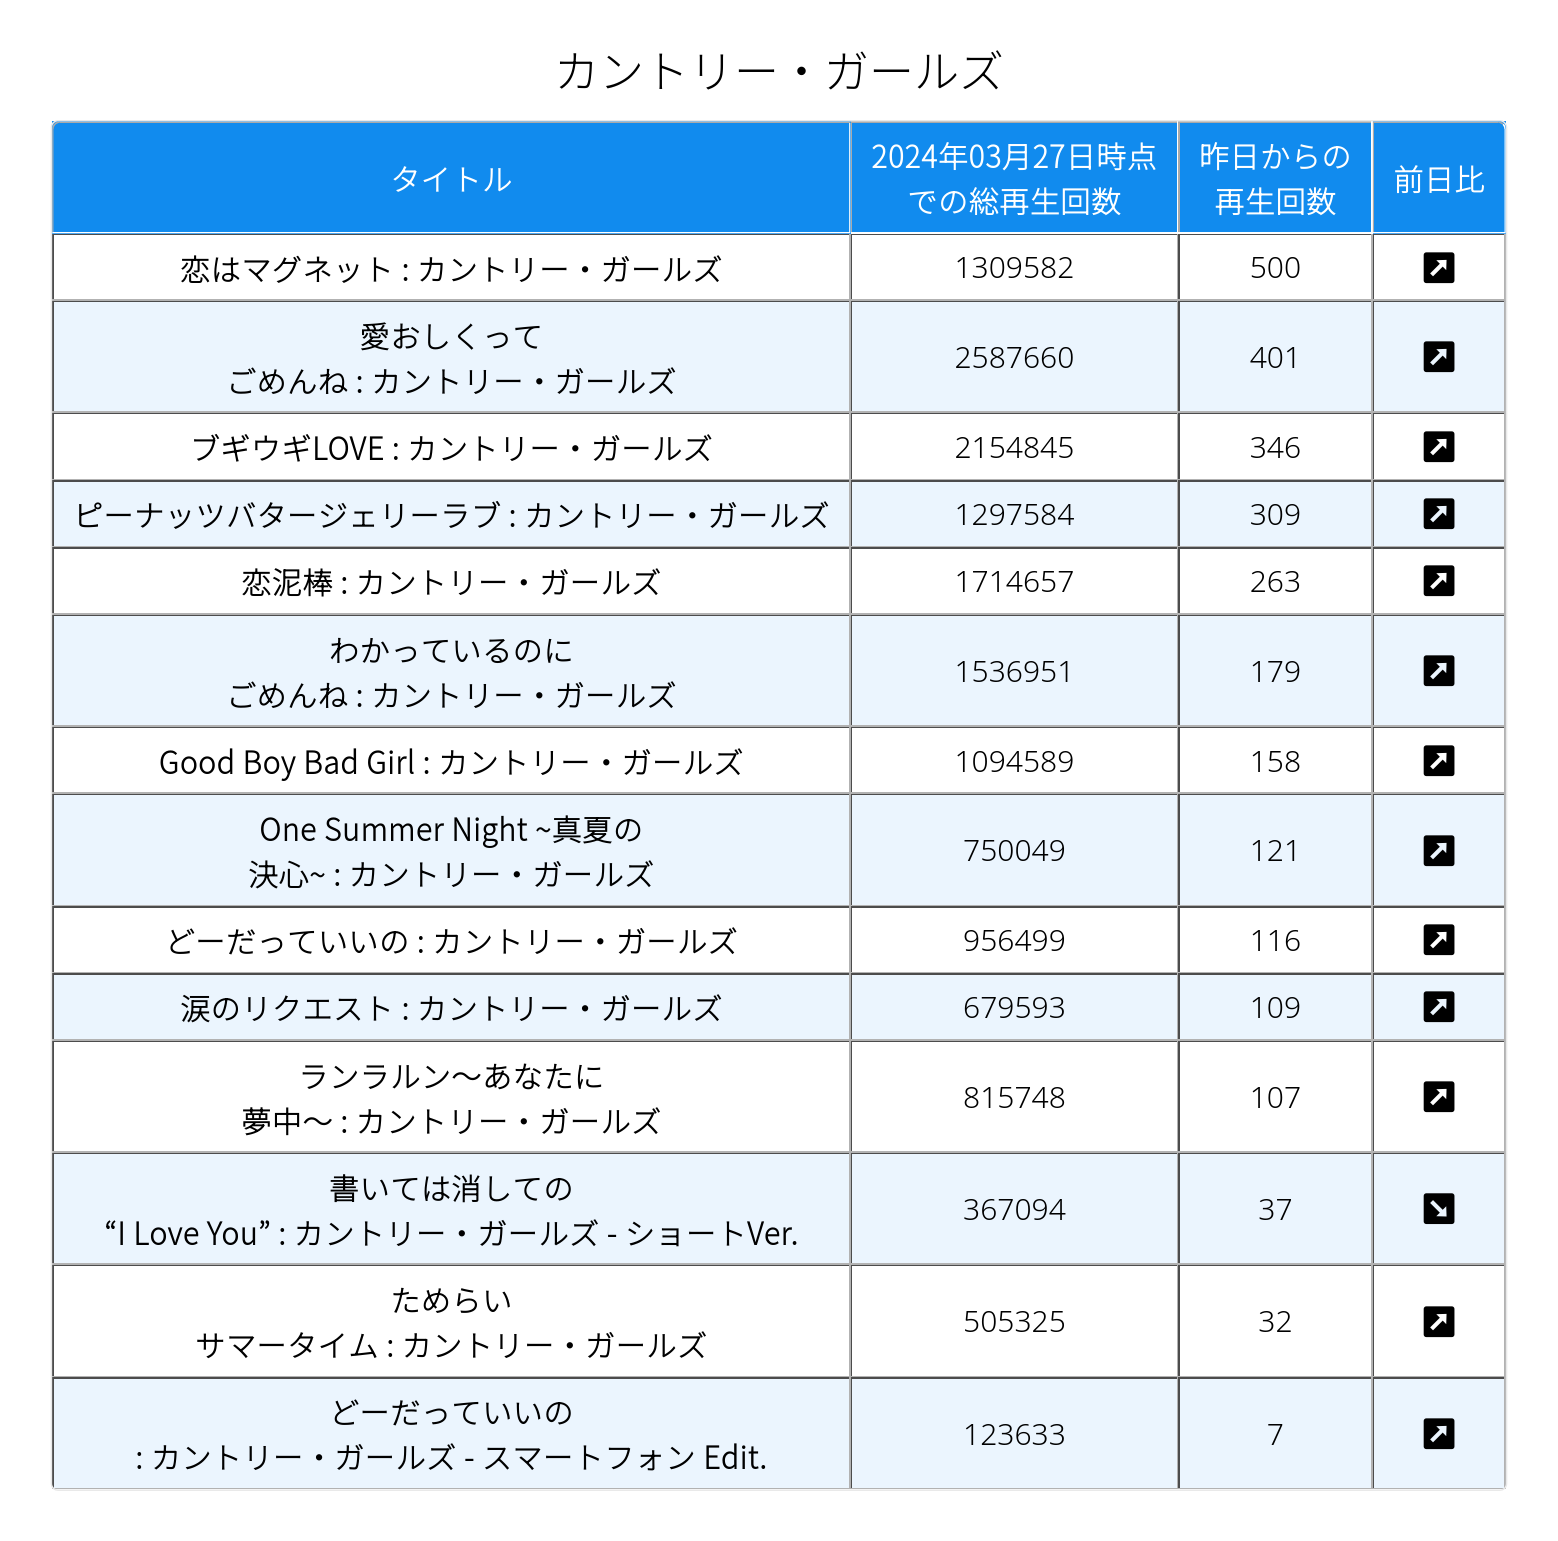 カントリー・ガールズ
タイトル
2024年03月27日時点
での総再生回数
昨日からの
再生回数
前日比
恋はマグネット : カントリー・ガールズ
1309582
500
愛おしくって
ごめんね : カントリー・ガールズ
2587660
401
ブギウギLOVE : カントリー・ガールズ
2154845
346
ピーナッツバタージェリーラブ : カントリー・ガールズ
1297584
309
恋泥棒 : カントリー・ガールズ
1714657
263
わかっているのに
ごめんね : カントリー・ガールズ
1536951
179
Good Boy Bad Girl : カントリー・ガールズ
1094589
158
One Summer Night ~真夏の
決心~ : カントリー・ガールズ
750049
121
どーだっていいの : カントリー・ガールズ
956499
116
涙のリクエスト : カントリー・ガールズ
679593
109
ランラルン〜あなたに
夢中〜 : カントリー・ガールズ
815748
107
書いては消しての
“I Love You” : カントリー・ガールズ - ショートVer.
367094
37
ためらい
サマータイム : カントリー・ガールズ
505325
32
どーだっていいの
: カントリー・ガールズ - スマートフォン Edit.
123633
7